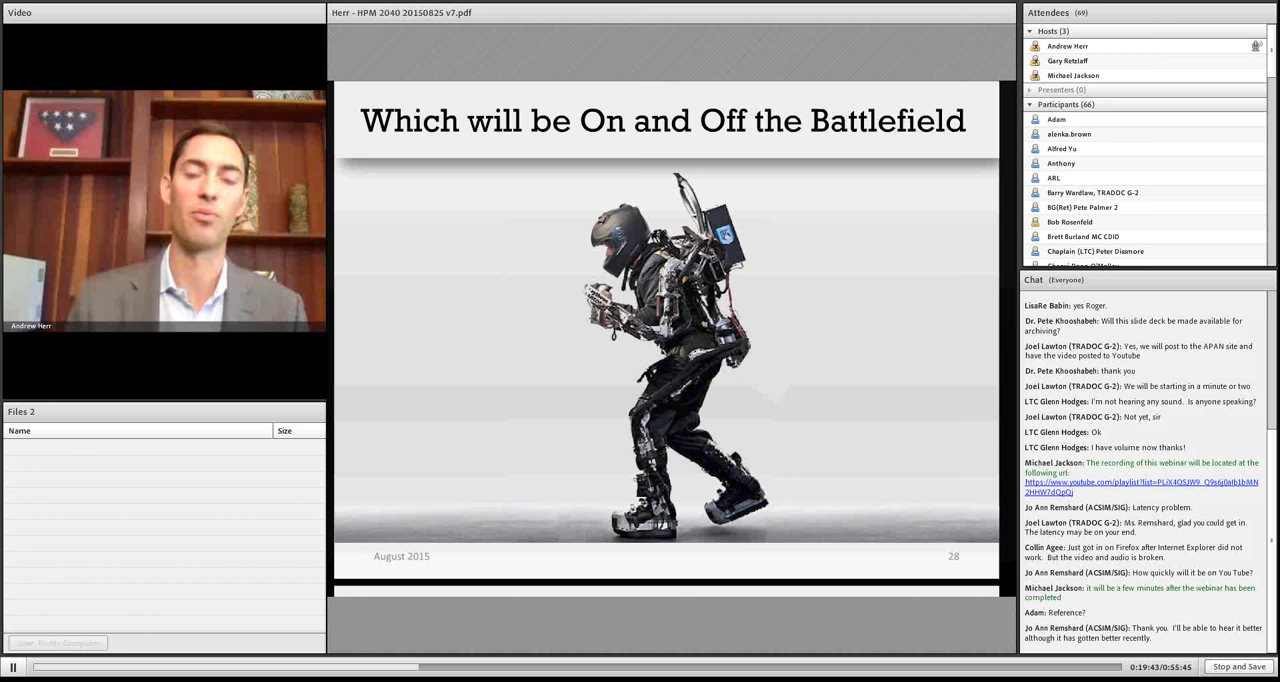 Video
Andrew Herr
Files 2
Name
Size
Save To My Computer
Herr - HPM 2040 20150825 v7.pdf
Which will be On and Off the Battlefield
August 2015
28
Attendees (69)
Hosts (3)
Andrew Herr
Gary Retzlaff
Michael Jackson
Presenters (0)
Participants (66)
Adam
alenka.brown
Alfred Yu
Anthony
ARL
Barry Wardlaw, TRADOC G-2
BG(Ret) Pete Palmer 2
Bob Rosenfeld
Brett Burland MC CDID
Chaplain (LTC) Peter Dissmore
Chat (Everyone)
LisaRe Babin: yes Roger.
Dr. Pete Khooshabeh: Will this slide deck be made available for
archiving?
Joel Lawton (TRADOC G-2): Yes, we will post to the APAN site and
have the video posted to Youtube
Dr. Pete Khooshabeh: thank you
Joel Lawton (TRADOC G-2): We will be starting in a minute or two
LTC Glenn Hodges: I'm not hearing any sound. Is anyone speaking?
Joel Lawton (TRADOC G-2): Not yet, sir
LTC Glenn Hodges: Ok
LTC Glenn Hodges: I have volume now thanks!
Michael Jackson: The recording of this webinar will be located at the
following url:
Jo Ann Remshard (ACSIM/SIG): Latency problem.
Joel Lawton (TRADOC G-2): Ms. Remshard, glad you could get in.
The latency may be on your end.
Collin Agee: Just got in on Firefox after Internet Explorer did not
work. But the video and audio is broken.
Jo Ann Remshard (ACSIM/SIG): How quickly will it be on You Tube?
Michael Jackson: it will be a few minutes after the webinar has been
completed
Adam: Reference?
Jo Ann Remshard (ACSIM/SIG): Thank you. I'll be able to hear it better
although it has gotten better recently.
0:19:43/0:55:45
Stop and Save